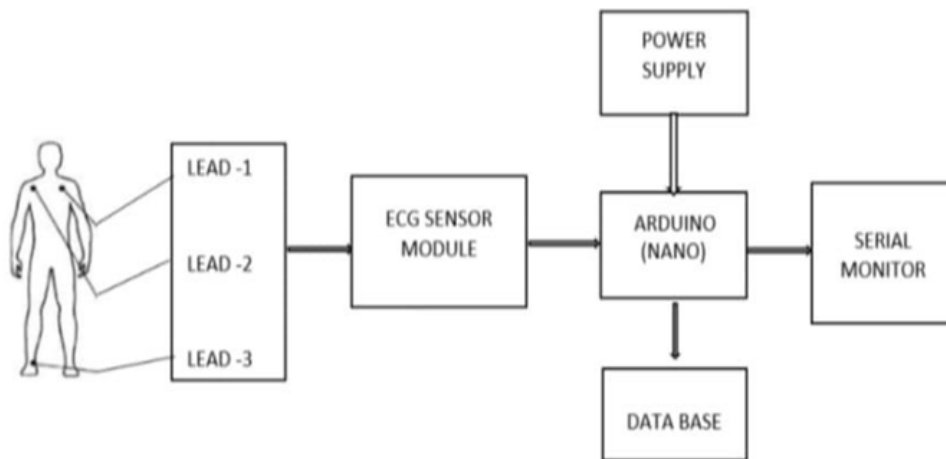 POWER
SUPPLY
LEAD -1
LEAD -2
LEAD -3
ECG SENSOR
MODULE
ARDUINO
(NANO)
SERIAL
MONITOR
DATA BASE